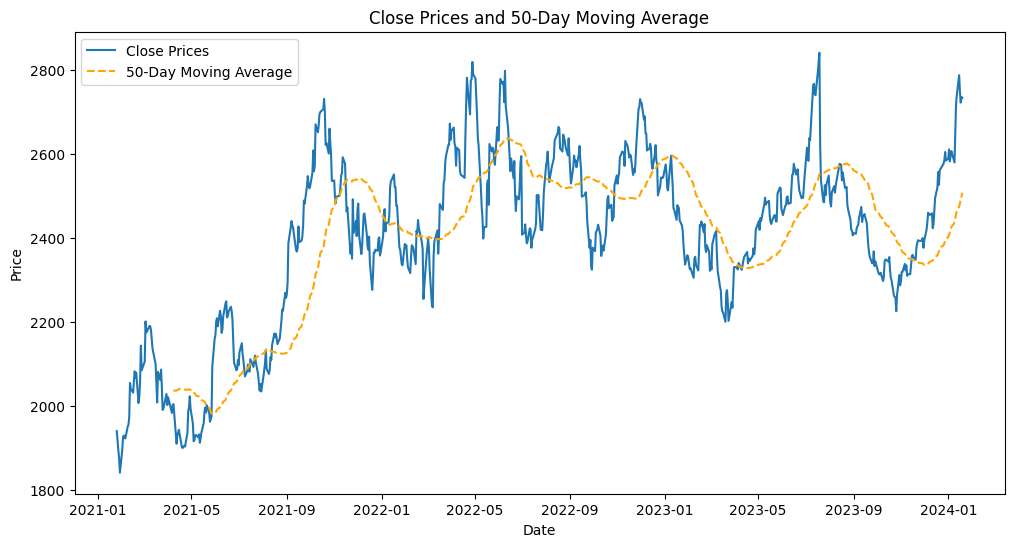 Close Prices and 50-Day Moving Average
Close Prices
50-Day Moving Average
Price
2800
2600
2400
2200
2000
1800
2021-01 2021-05 2021-09 2022-01 2022-05 2022-09 2023-01 2023-05 2023-09 2024-01
Date